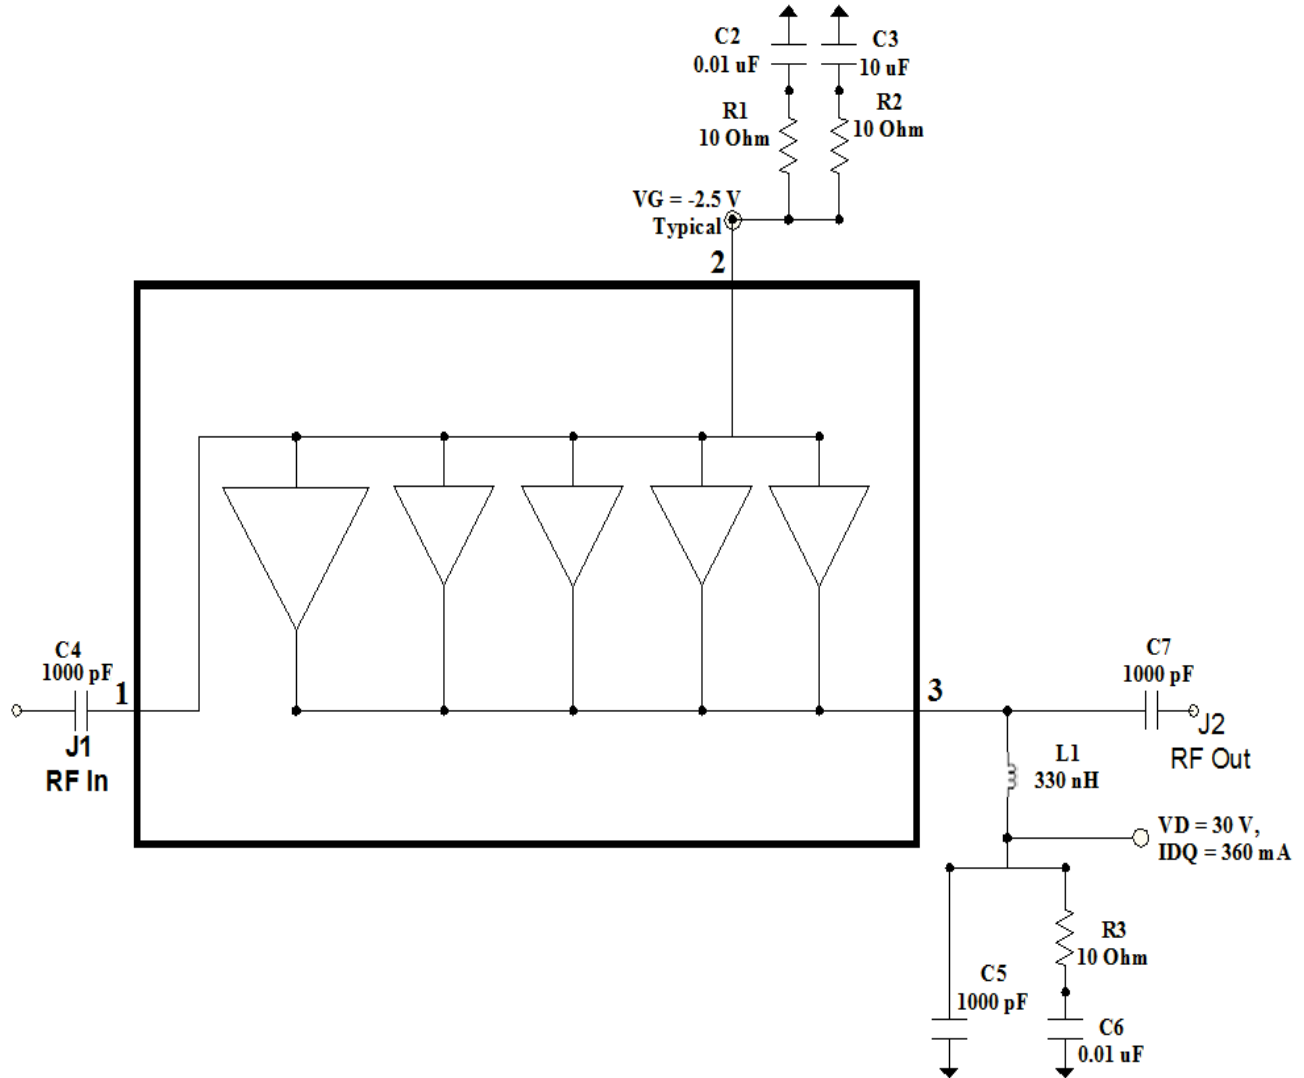 C2
0.01 uF
C3
10 uF
R1
10 Ohm
R2
10 Ohm
VG = -2.5 V
Typical
2
C4
1000 pF
1
J1
RF In
3
C7
1000 pF
J2
RF Out
L1
330 nH
VD = 30 V,
IDQ = 360 mA
R3
10 Ohm
C5
1000 pF
C6
0.01 uF